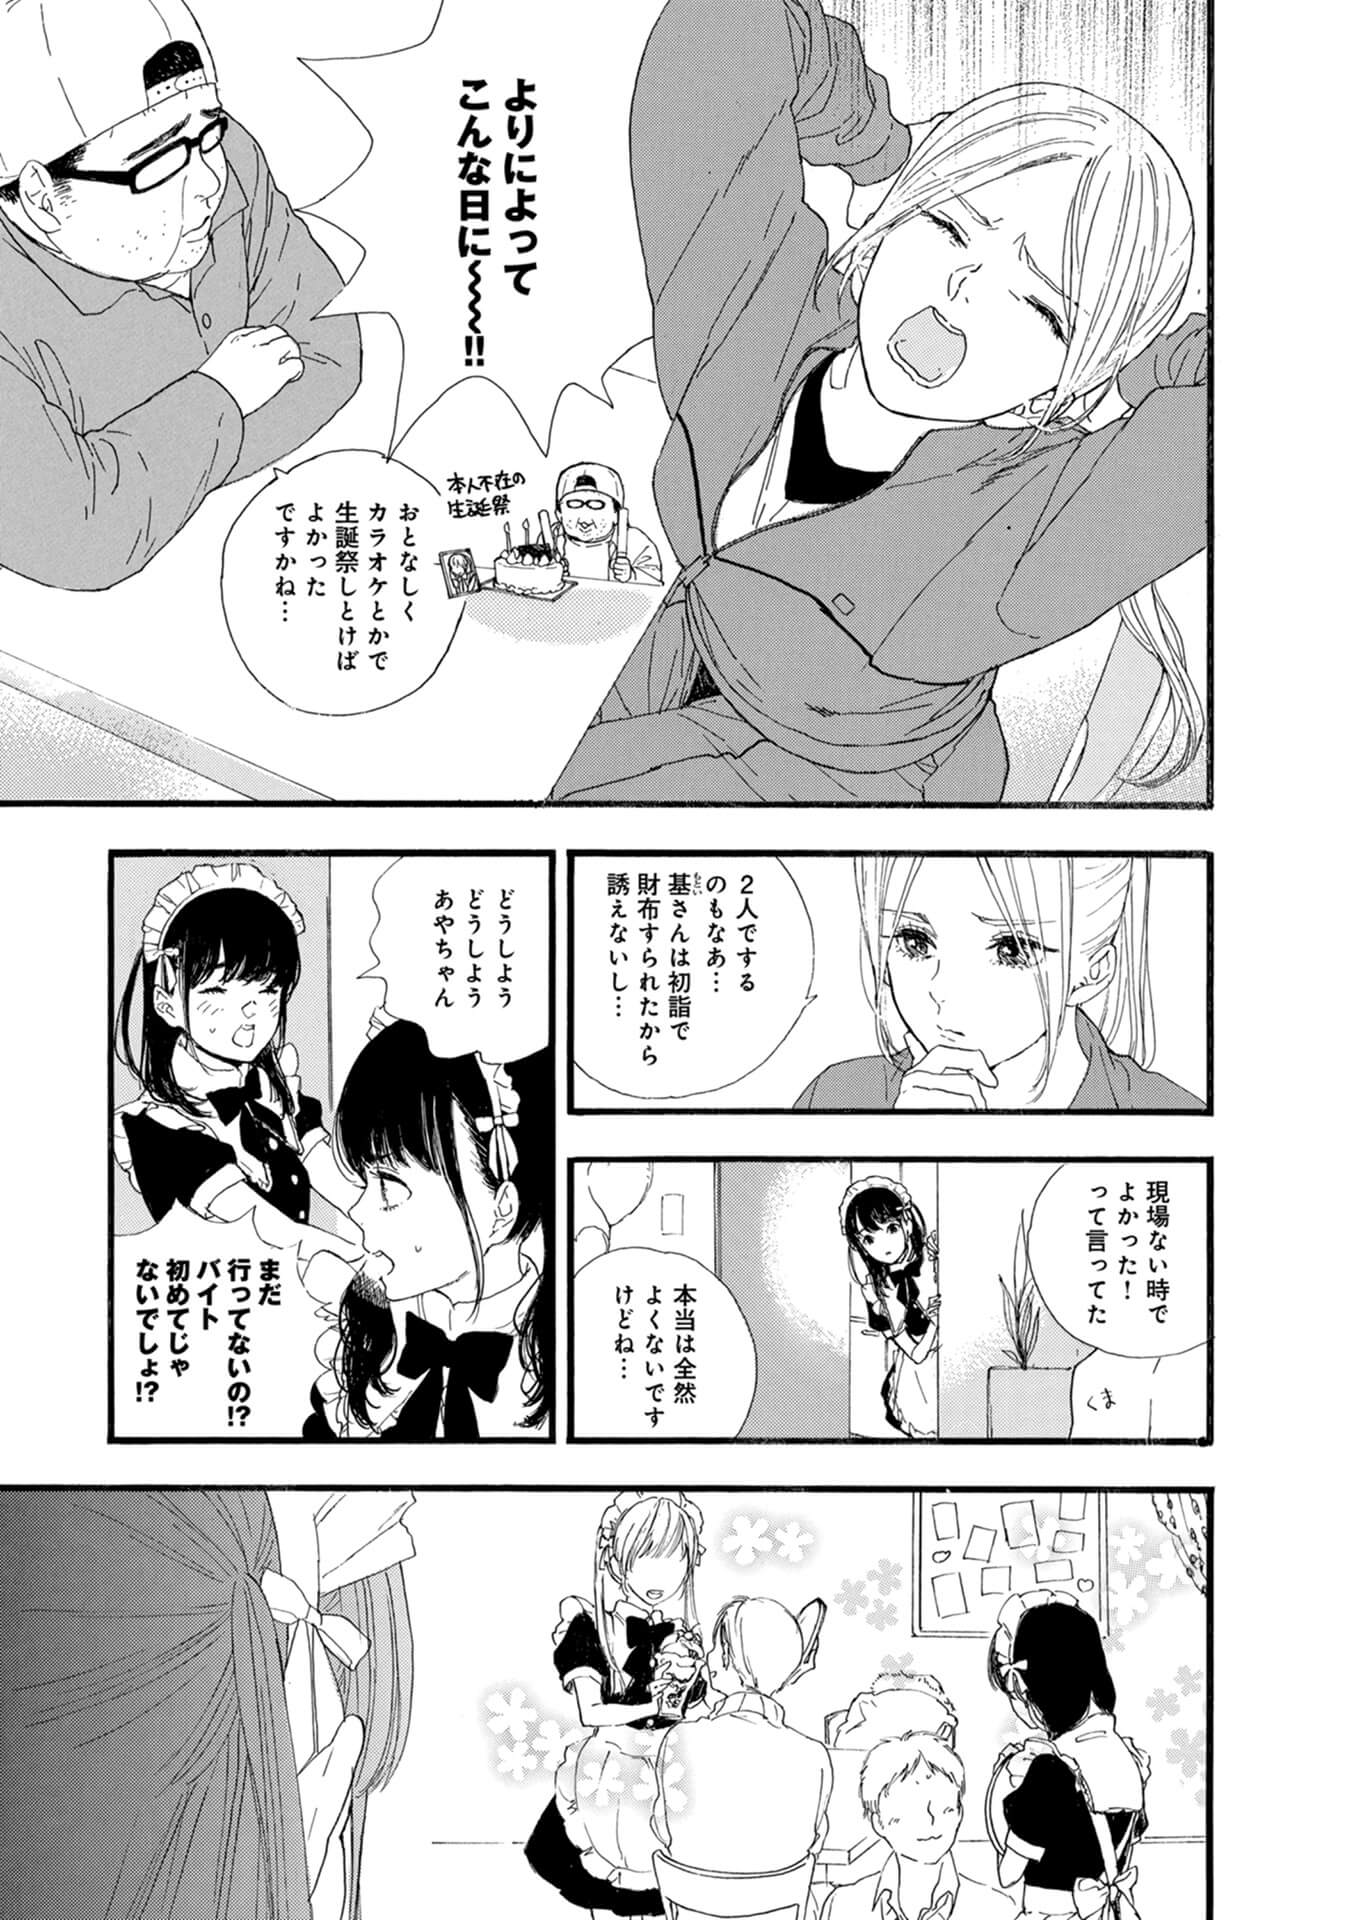 よりによって
こんな日に〜〜〜!!
本人不在の
生誕祭
おとなしく
カラオケとかで
生誕祭しとけば
よかった
ですかね…
2人でする
のもなあ…
基さんは初詣で
もとい
財布すられたから
誘えないし…
現場ない時で
よかった!
って言ってた
くま
本当は全然
よくないです
けどね…
どうしよう
どうしよう
あやちゃん
まだ
行ってないの!?
バイト
初めてじゃ
ないでしょ!?